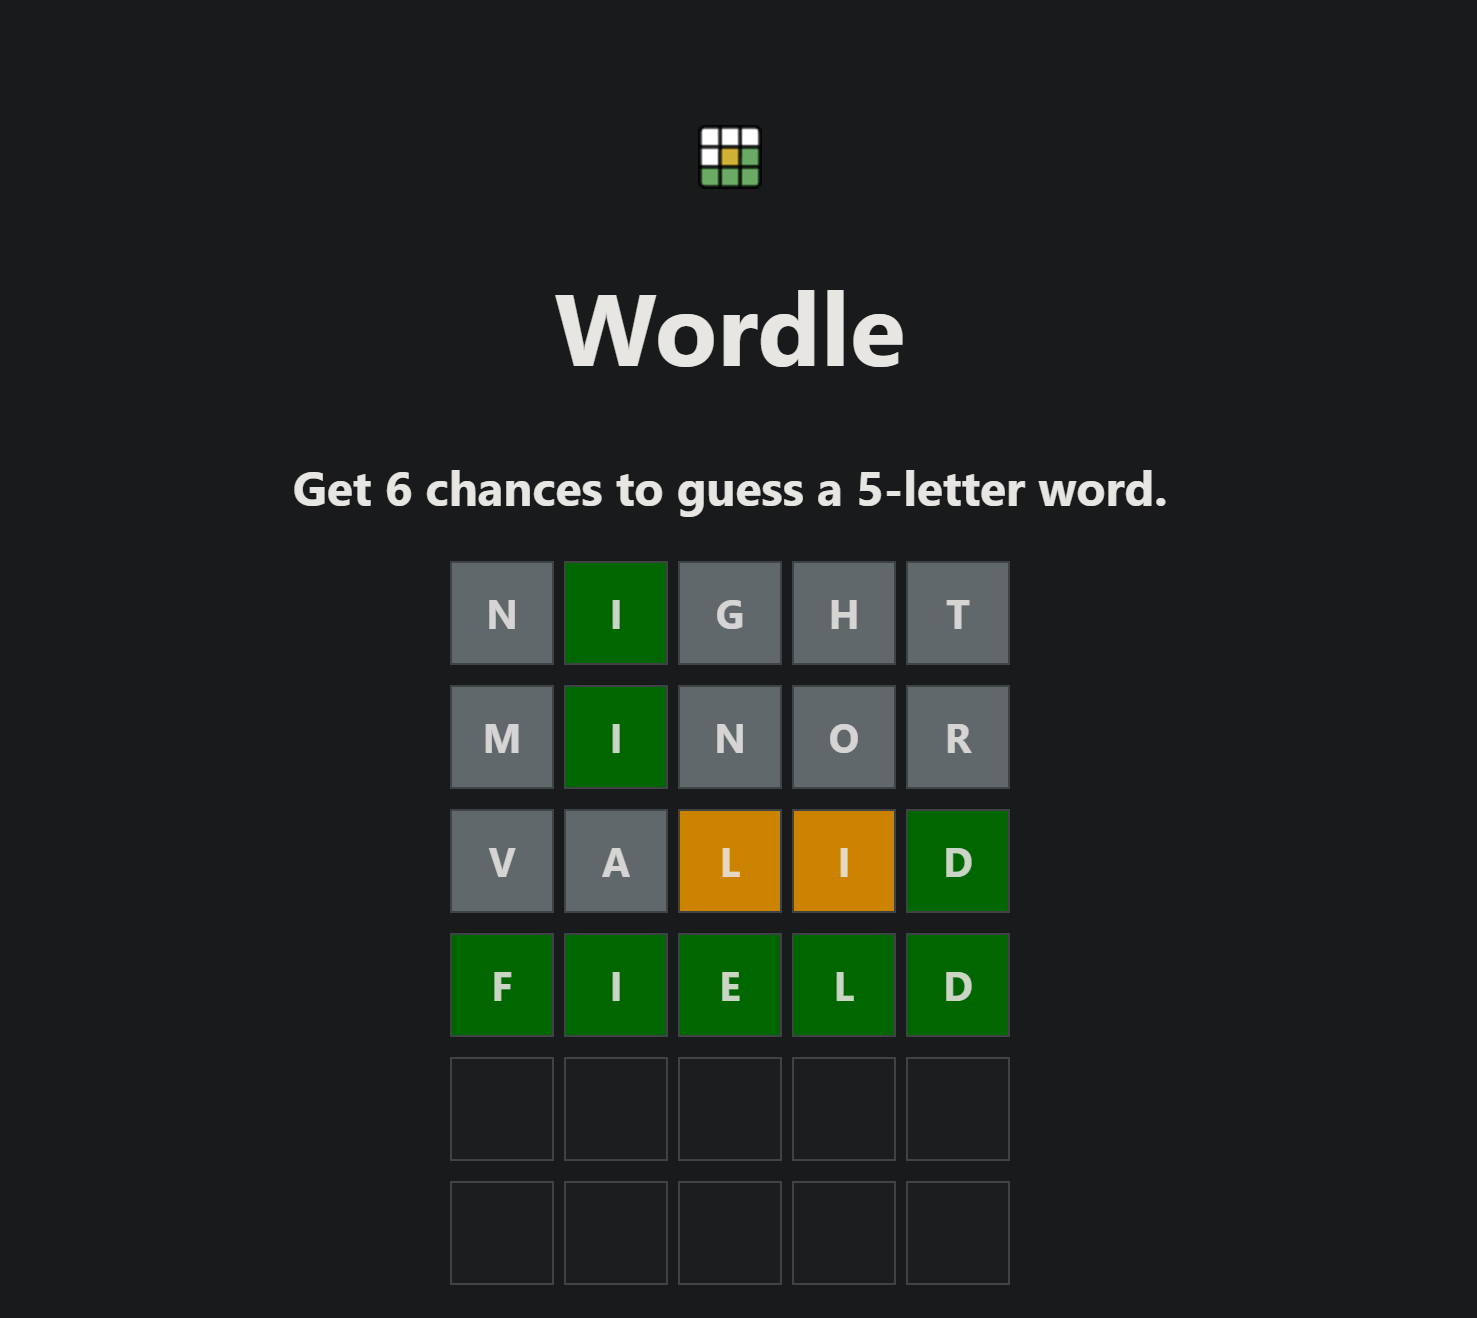 Wordle
Get 6 chances to guess a 5-letter word.
N I G H T
M I N O R
V A L I D
F I E L D